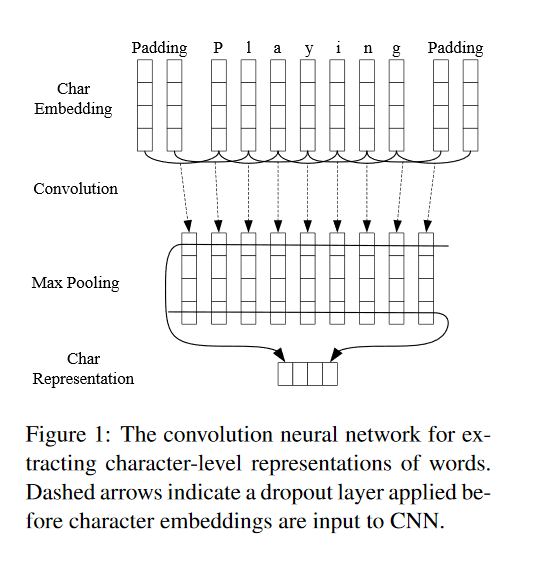 Padding P l a y i n g Padding
Char
Embedding
Convolution
Max Pooling
Char
Representation
Figure 1: The convolution neural network for ex-
tracting character-level representations of words.
Dashed arrows indicate a dropout layer applied be-
fore character embeddings are input to CNN.